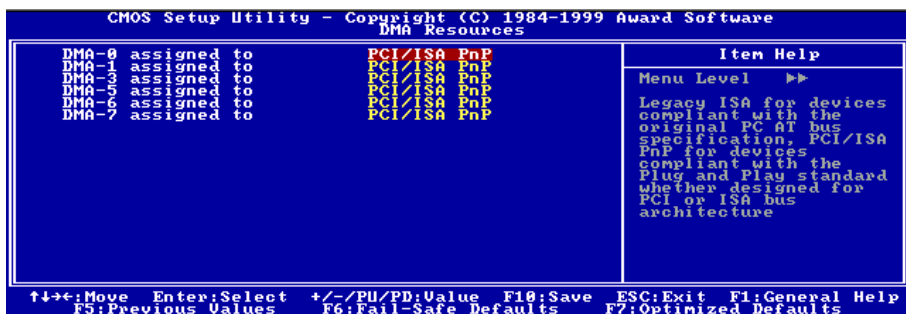 CMOS Setup Utility - Copyright (C) 1984-1999 Award Software
DMA Resources
DMA-0 assigned to PCI/ISA PnP
DMA-1 assigned to PCI/ISA PnP
DMA-3 assigned to PCI/ISA PnP
DMA-5 assigned to PCI/ISA PnP
DMA-6 assigned to PCI/ISA PnP
DMA-7 assigned to PCI/ISA PnP
Item Help
Menu Level ▶▶
Legacy ISA for devices
compliant with the
original PC AT bus
specification, PCI/ISA
PnP for devices
compliant with the
Plug and Play standard
whether designed for
PCI or ISA bus
architecture
↑↓→←:Move Enter:Select +/-/PU/PD:Value F10:Save ESC:Exit F1:General Help
F5:Previous Values F6:Fail-Safe Defaults F7:Optimized Defaults